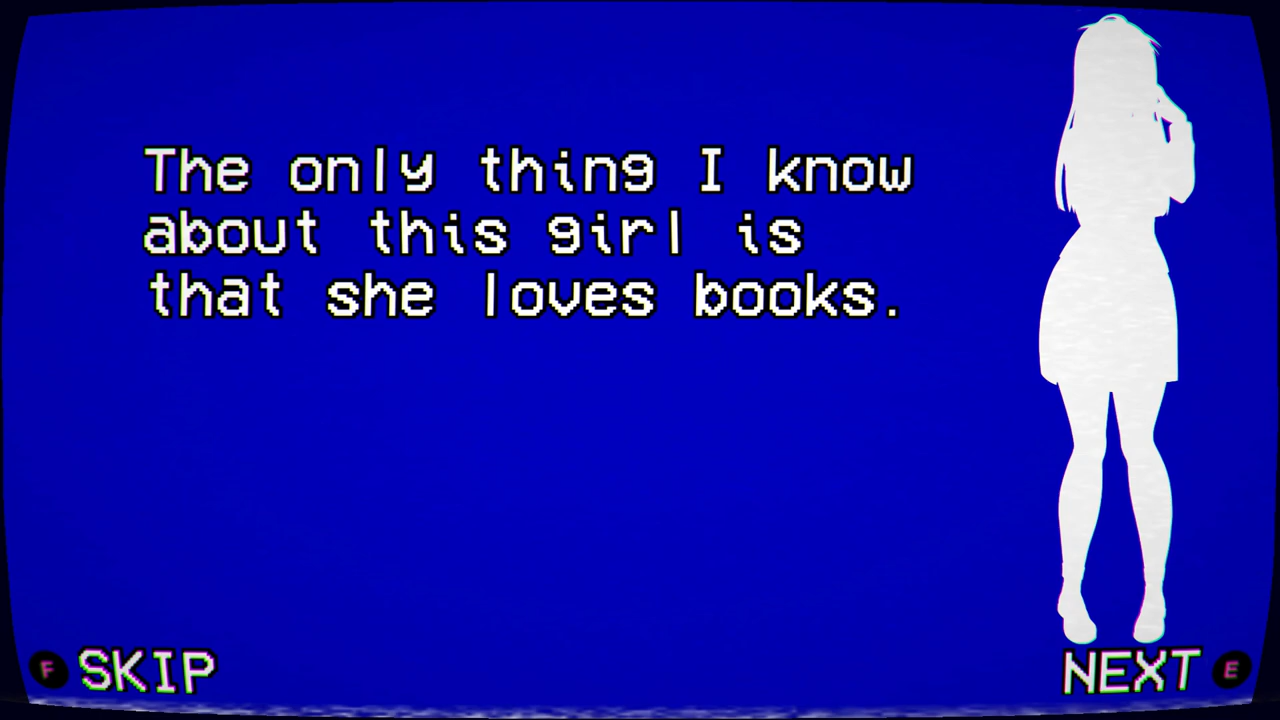 The only thing I know
about this girl is
that she loves books.
F SKIP
NEXT E